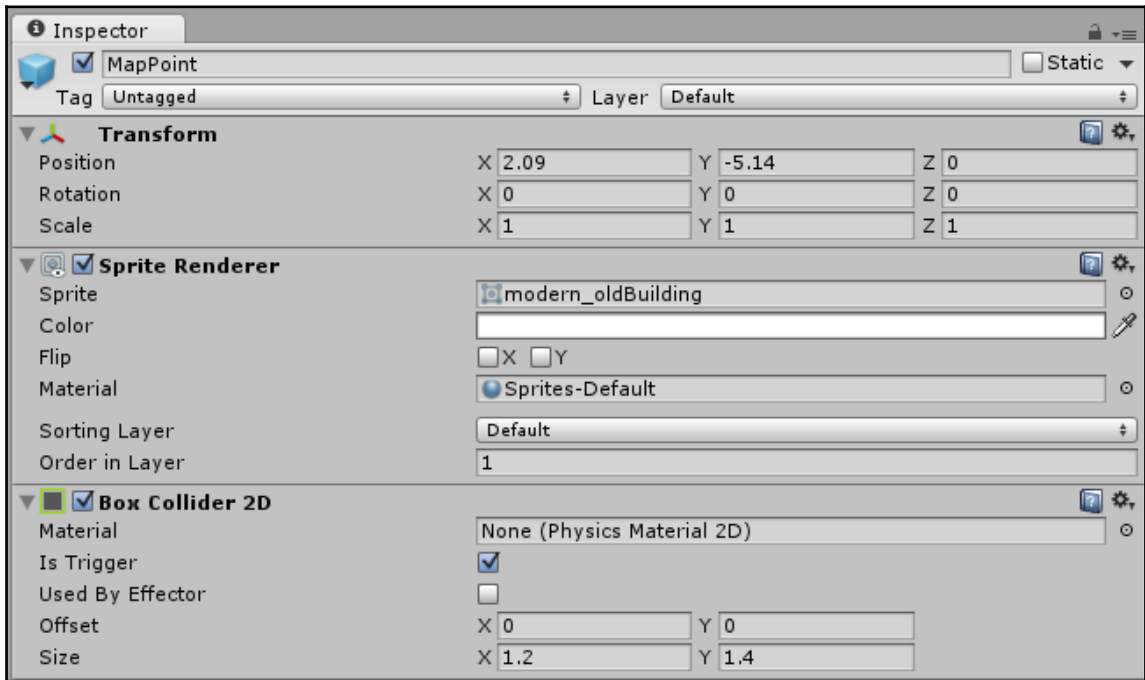 Inspector
MapPoint Static
Tag Untagged Layer Default
Transform
Position X 2.09 Y -5.14 Z 0
Rotation X 0 Y 0 Z 0
Scale X 1 Y 1 Z 1
Sprite Renderer
Sprite modern_oldBuilding
Color
Flip X Y
Material Sprites-Default
Sorting Layer Default
Order in Layer 1
Box Collider 2D
Material None (Physics Material 2D)
Is Trigger
Used By Effector
Offset X 0 Y 0
Size X 1.2 Y 1.4